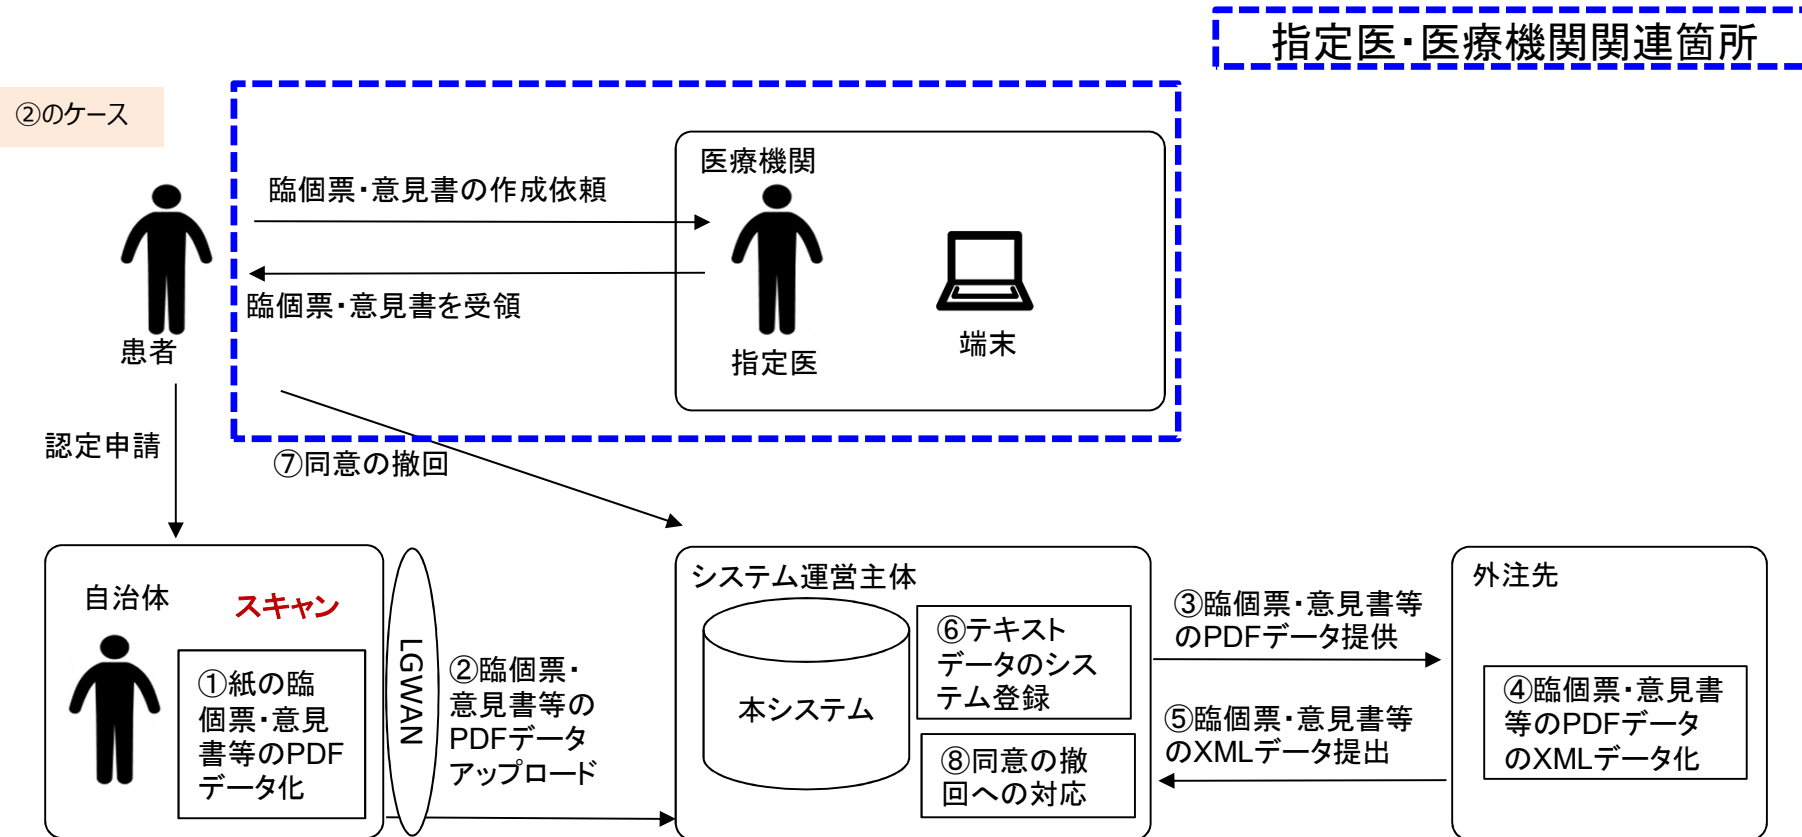 指定医・医療機関関連箇所
②のケース
医療機関
臨個票・意見書の作成依頼
臨個票・意見書を受領
患者
指定医
端末
認定申請
⑦同意の撤回
自治体
スキャン
①紙の臨
個票・意見
書等のPDF
データ化
LGWAN
②臨個票・
意見書等の
PDFデータ
アップロード
システム運営主体
本システム
⑥テキスト
データのシス
テム登録
⑧同意の撤
回への対応
③臨個票・意見書等
のPDFデータ提供
⑤臨個票・意見書等
のXMLデータ提出
外注先
④臨個票・意見書
等のPDFデータ
のXMLデータ化